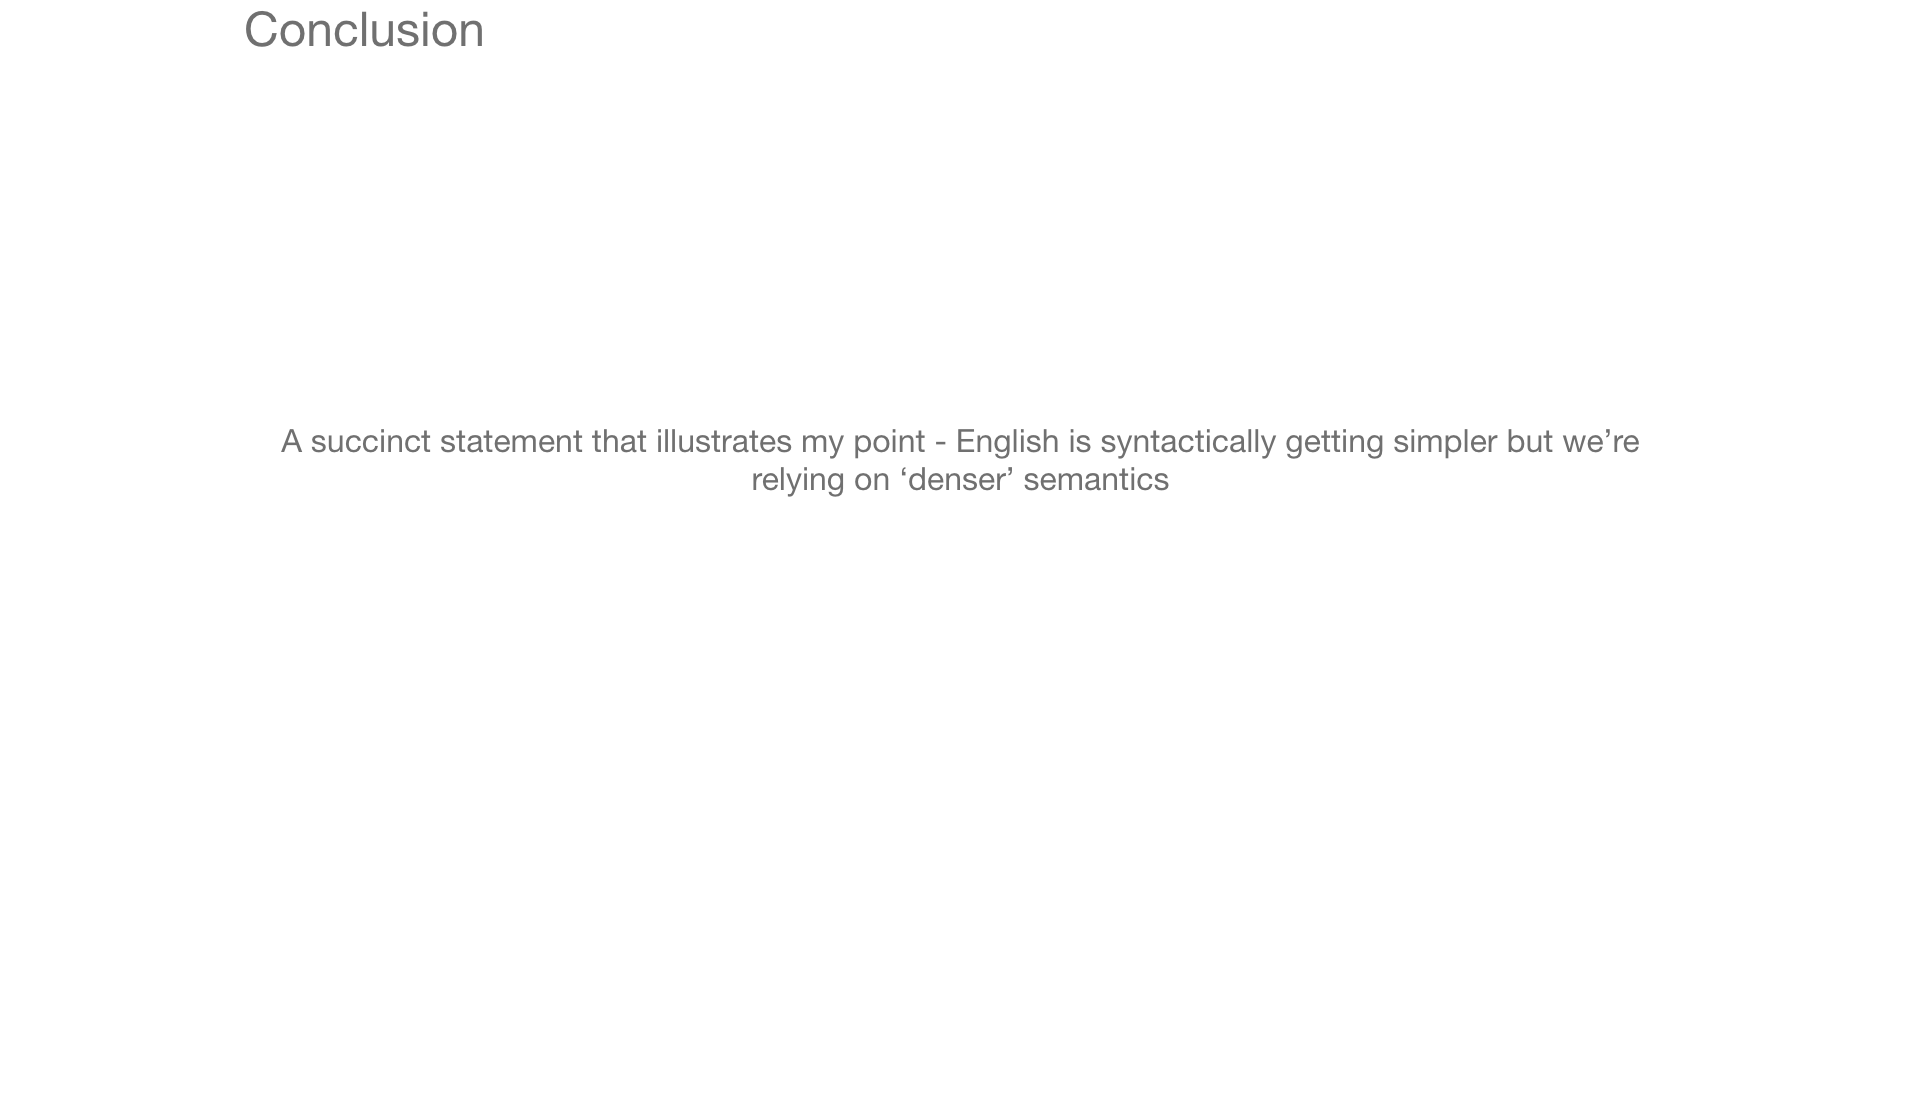 Conclusion
A succinct statement that illustrates my point - English is syntactically getting simpler but we’re
relying on ‘denser’ semantics